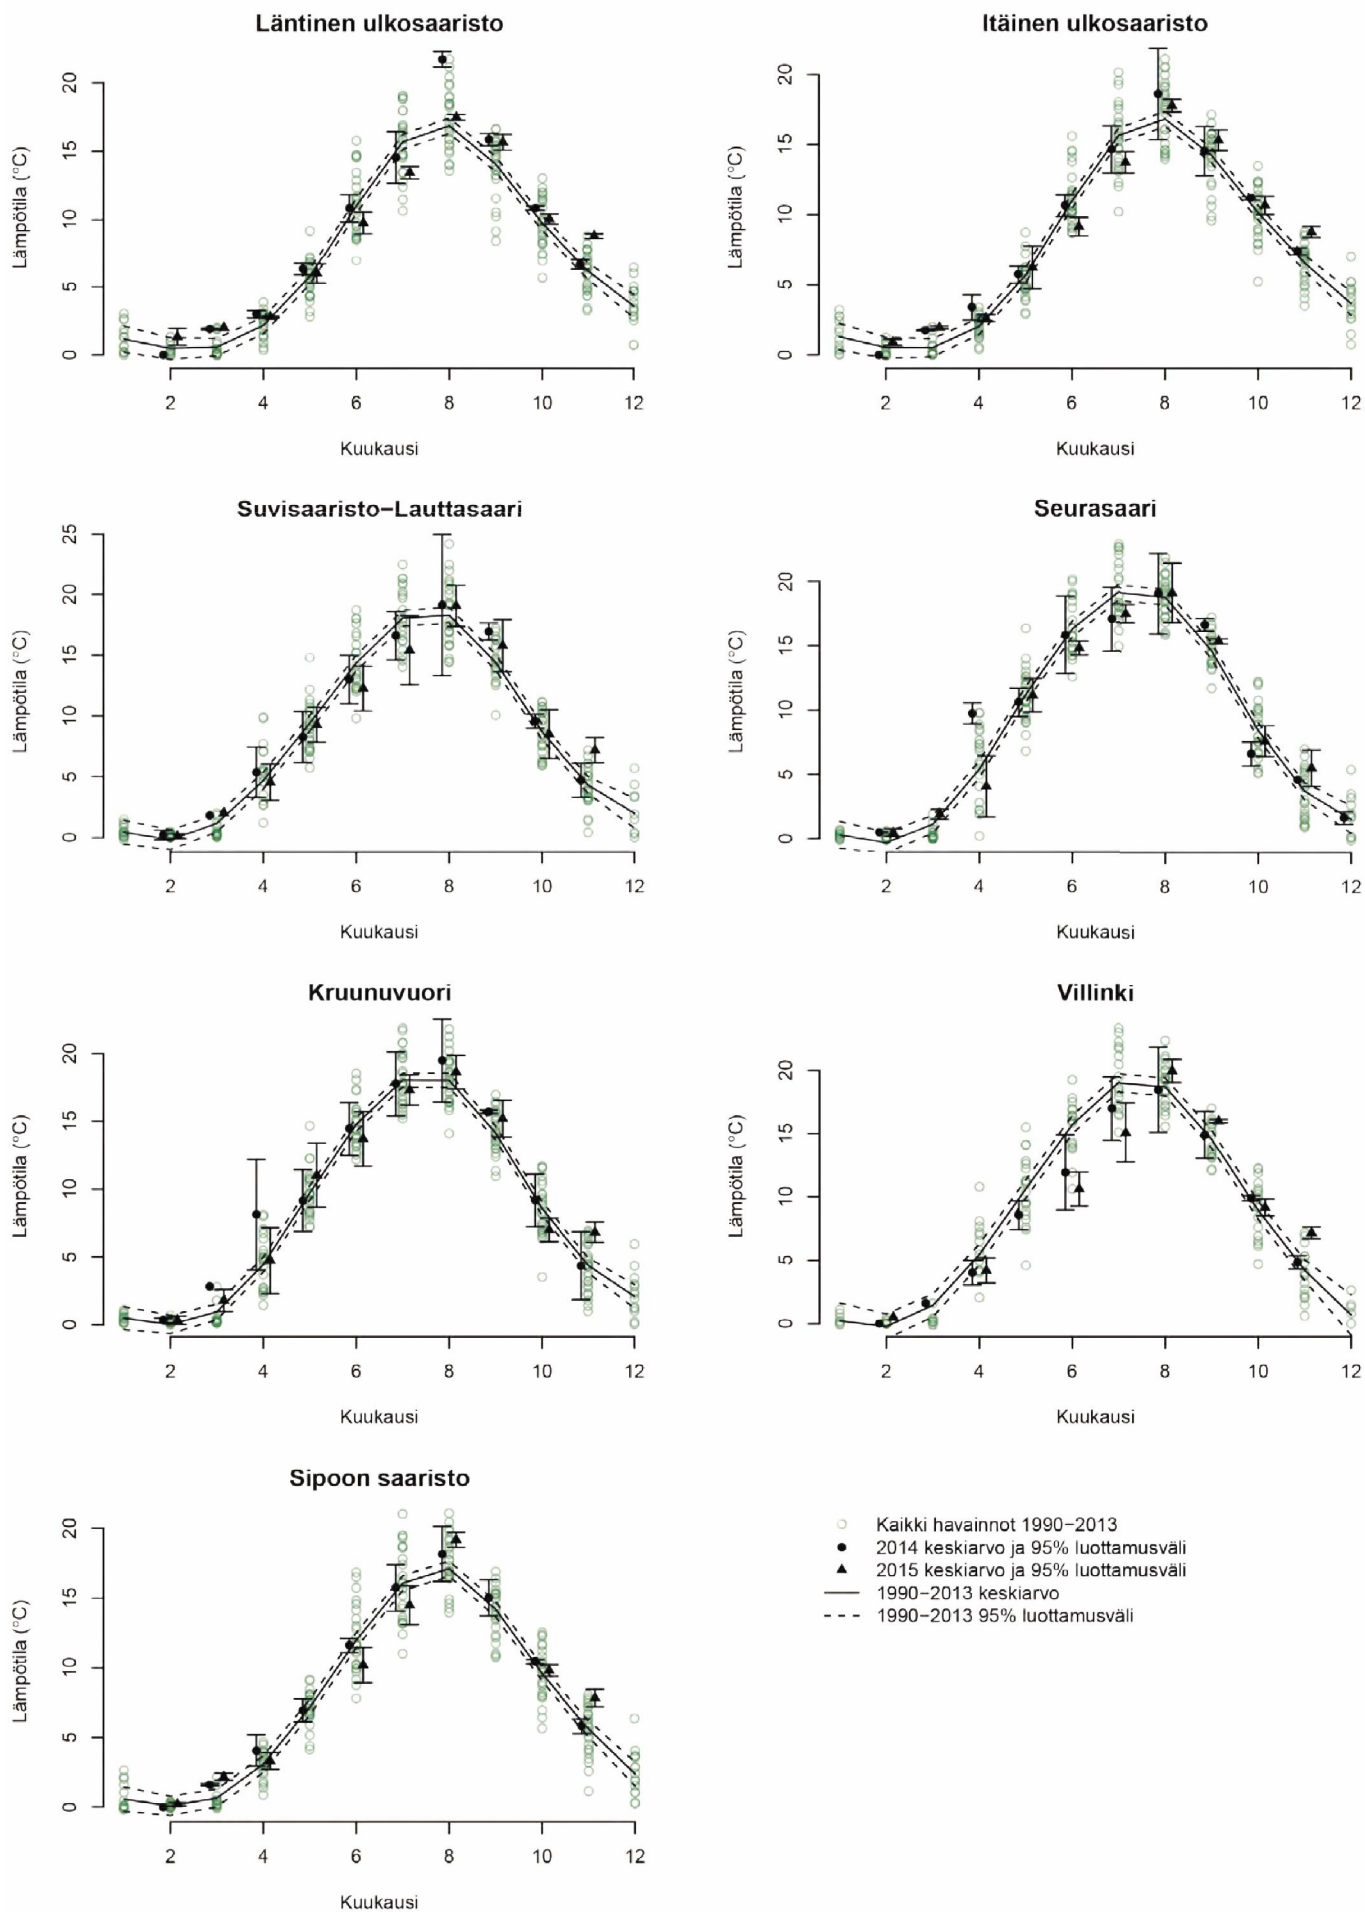 Läntinen ulkosaaristo
Lämpötila (°C)
20
15
10
5
0
2 4 6 8 10 12
Kuukausi
Itäinen ulkosaaristo
Lämpötila (°C)
20
15
10
5
0
2 4 6 8 10 12
Kuukausi
Suvisaaristo−Lauttasaari
Lämpötila (°C)
25
20
15
10
5
0
2 4 6 8 10 12
Kuukausi
Seurasaari
Lämpötila (°C)
20
15
10
5
0
2 4 6 8 10 12
Kuukausi
Kruunuvuori
Lämpötila (°C)
20
15
10
5
0
2 4 6 8 10 12
Kuukausi
Villinki
Lämpötila (°C)
20
15
10
5
0
2 4 6 8 10 12
Kuukausi
Sipoon saaristo
Lämpötila (°C)
20
15
10
5
0
2 4 6 8 10 12
Kuukausi
Kaikki havainnot 1990−2013
2014 keskiarvo ja 95% luottamusväli
2015 keskiarvo ja 95% luottamusväli
1990−2013 keskiarvo
1990−2013 95% luottamusväli